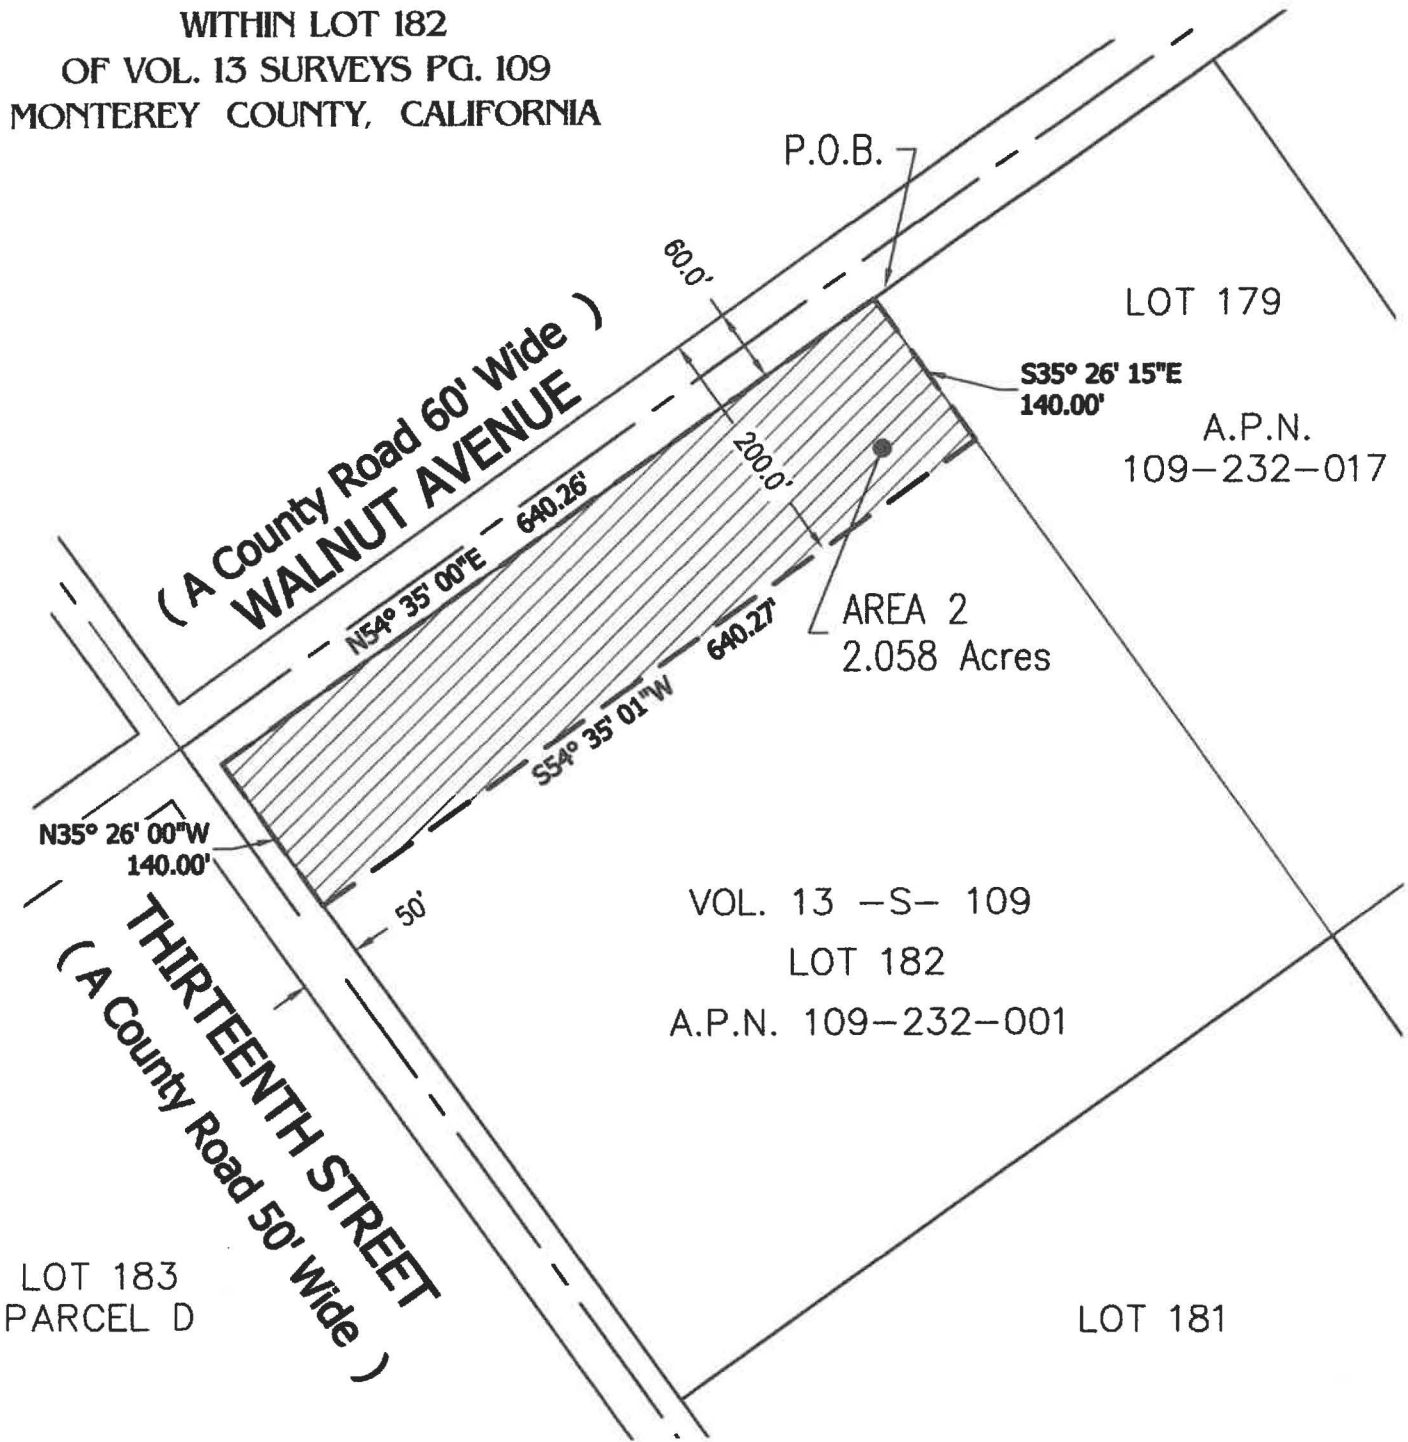 WITHIN LOT 182
OF VOL. 13 SURVEYS PG. 109
MONTEREY COUNTY, CALIFORNIA
P.O.B.
60.0'
LOT 179
( A County Road 60' Wide )
WALNUT AVENUE
S35° 26' 15"E
140.00'
A.P.N.
109-232-017
200.0'
N54° 35' 00"E 640.26'
AREA 2
2.058 Acres
S54° 35' 01"W 640.27'
N35° 26' 00"W
140.00'
50'
THIRTEENTH STREET
( A County Road 50' Wide )
VOL. 13 -S- 109
LOT 182
A.P.N. 109-232-001
LOT 183
PARCEL D
LOT 181